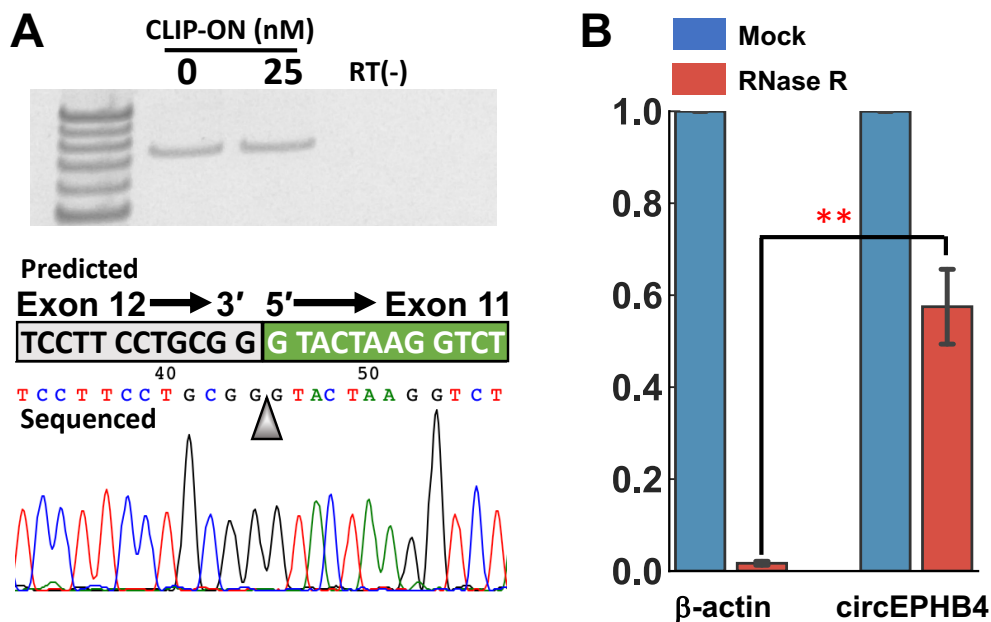 A
CLIP-ON (nM)
0 25 RT(-)
Predicted
Exon 12 3′ 5′ Exon 11
TCCTT CCTGCG G G TACTAAG GTCT
40 50
T C C T T C C T G C G G G T A C T A A G G T C T
Sequenced
B
Mock
RNase R
1.0
0.8
**
0.6
0.4
0.2
0.0
β-actin circEPHB4